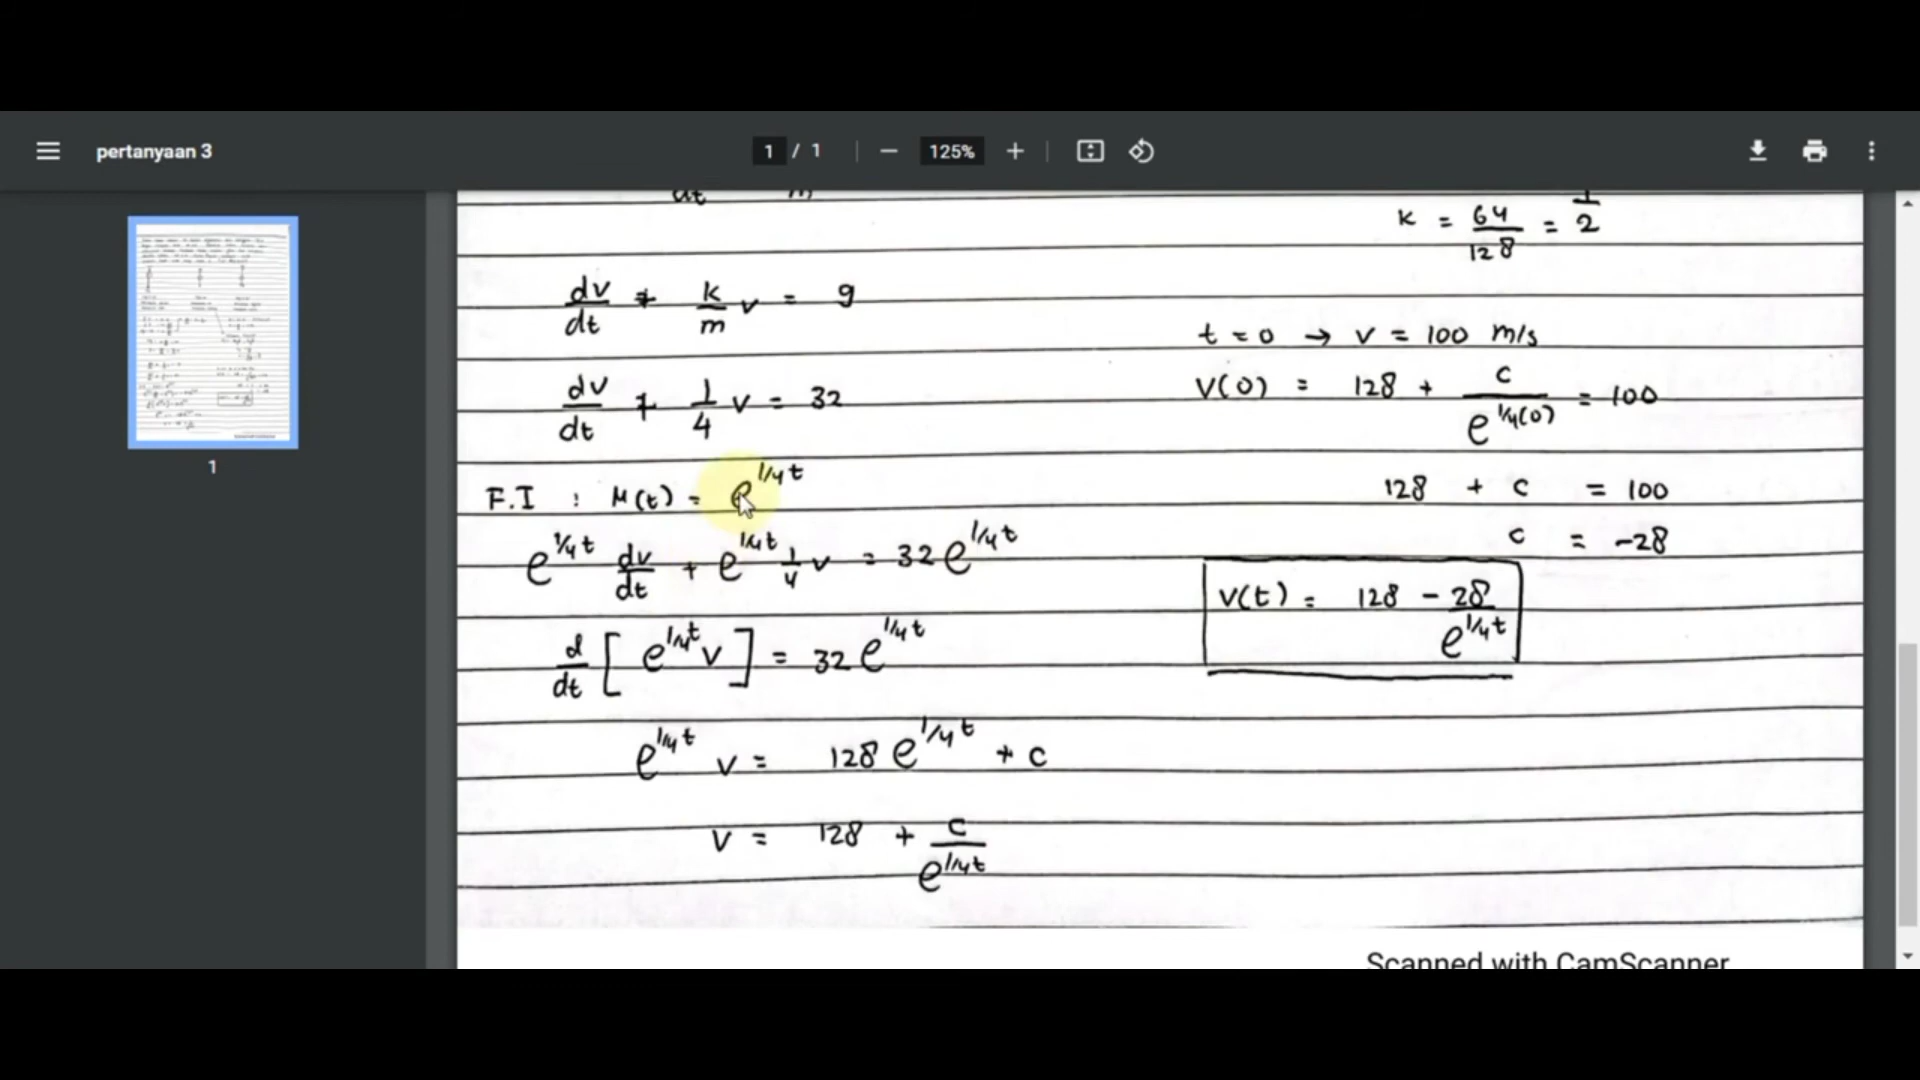 pertanyaan 3
1 / 1
125%
1
dt m
k = 64/128 = 1/2
dv/dt + k/m v = g
dv/dt + 1/4 v = 32
F.I : μ(t) = e^{1/4 t}
e^{1/4 t} dv/dt + e^{1/4 t} 1/4 v = 32 e^{1/4 t}
d/dt [ e^{1/4 t} v ] = 32 e^{1/4 t}
e^{1/4 t} v = 128 e^{1/4 t} + c
v = 128 + c/e^{1/4 t}
t = 0 → v = 100 m/s
v(0) = 128 + c/e^{1/4(0)} = 100
128 + c = 100
c = -28
v(t) = 128 - 28/e^{1/4 t}
Scanned with CamScanner